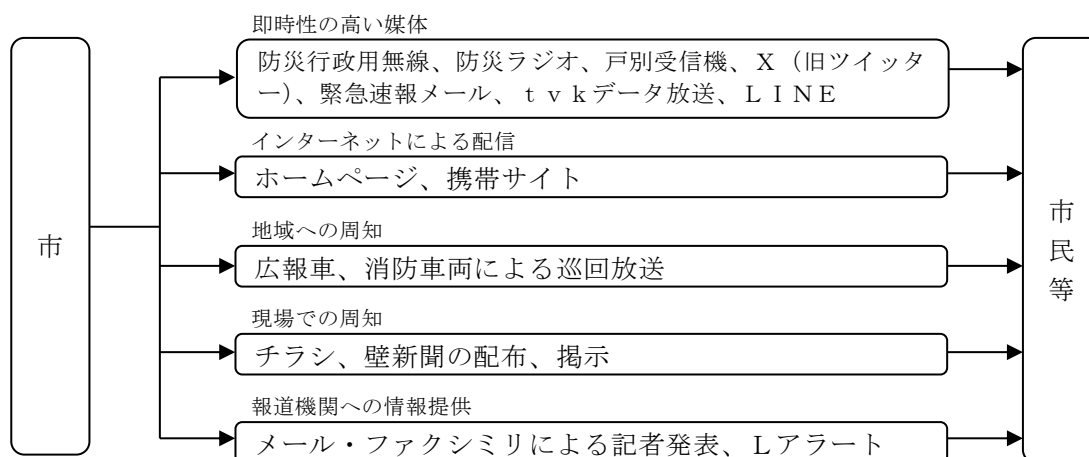 即時性の高い媒体
防災行政用無線、防災ラジオ、戸別受信機、Ｘ（旧ツイッタ
ー）、緊急速報メール、ｔｖｋデータ放送、ＬＩＮＥ
インターネットによる配信
ホームページ、携帯サイト
市
地域への周知
広報車、消防車両による巡回放送
市民等
現場での周知
チラシ、壁新聞の配布、掲示
報道機関への情報提供
メール・ファクシミリによる記者発表、Ｌアラート